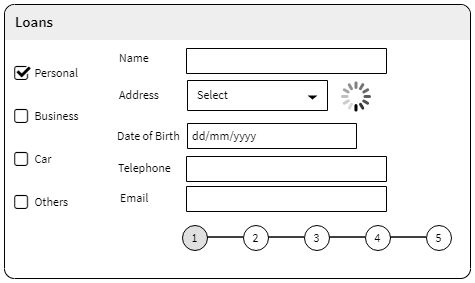 Loans
Personal
Business
Car
Others
Name
Address
Select
Date of Birth
dd/mm/yyyy
Telephone
Email
1
2
3
4
5